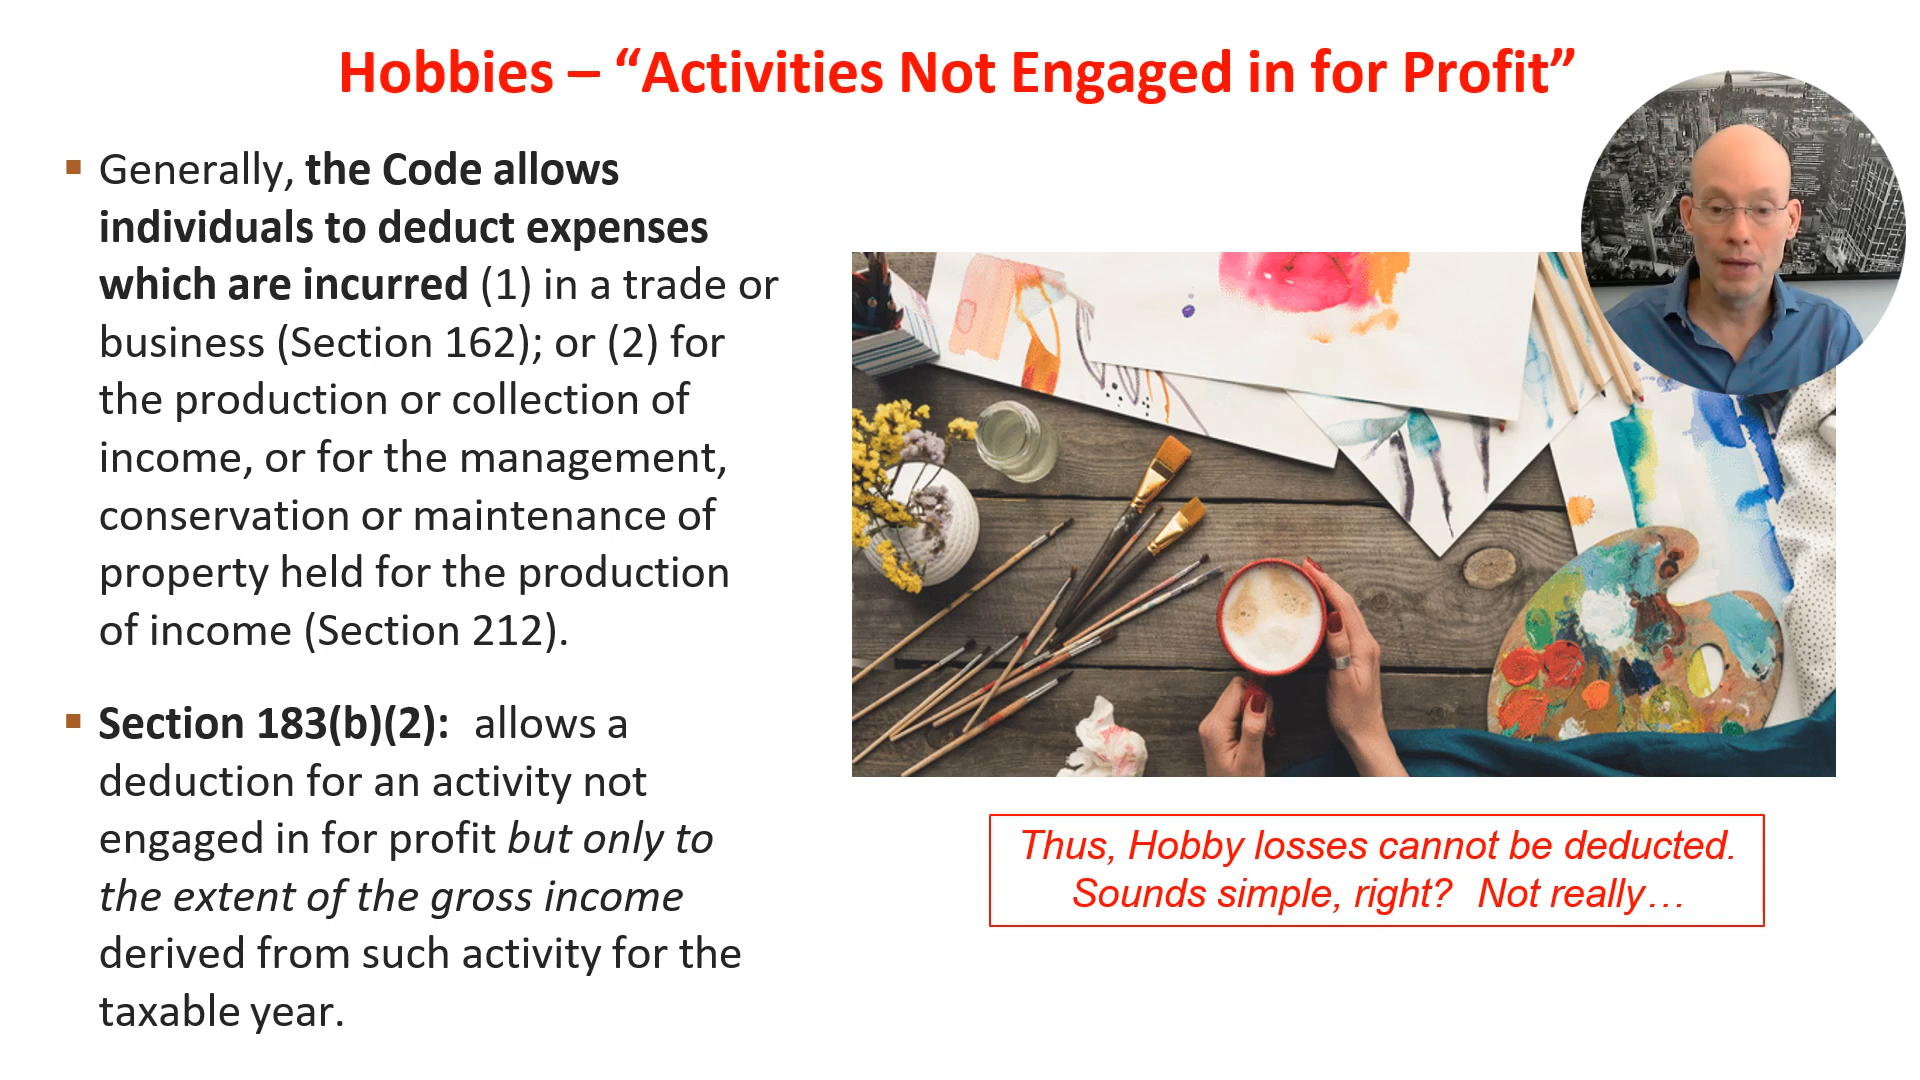 Hobbies – “Activities Not Engaged in for Profit”
▪ Generally, the Code allows
individuals to deduct expenses
which are incurred (1) in a trade or
business (Section 162); or (2) for
the production or collection of
income, or for the management,
conservation or maintenance of
property held for the production
of income (Section 212).
▪ Section 183(b)(2): allows a
deduction for an activity not
engaged in for profit but only to
the extent of the gross income
derived from such activity for the
taxable year.
Thus, Hobby losses cannot be deducted.
Sounds simple, right? Not really…